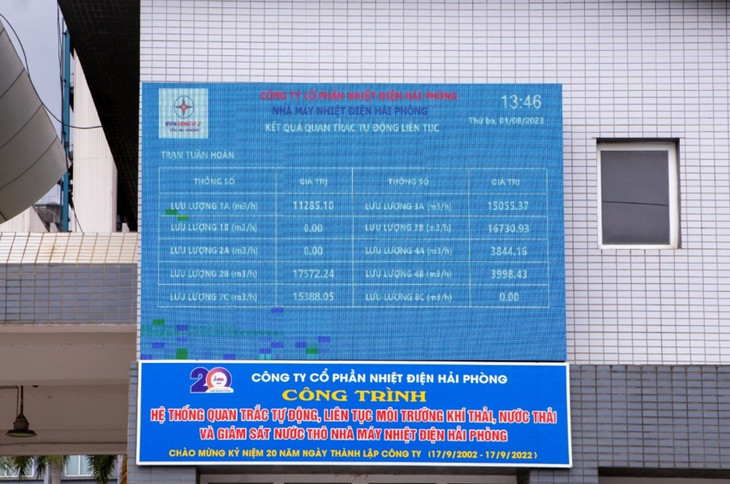 CÔNG TY CỔ PHẦN NHIỆT ĐIỆN HẢI PHÒNG
NHÀ MÁY NHIỆT ĐIỆN HẢI PHÒNG
KẾT QUẢ QUAN TRẮC TỰ ĐỘNG LIÊN TỤC
13:46
Thứ ba, 01/08/2023
EVNGENCO2
TRẠM TUẦN HOÀN
THÔNG SỐ GIÁ TRỊ THÔNG SỐ GIÁ TRỊ
LƯU LƯỢNG 1A (m3/h) 11285.10 LƯU LƯỢNG 3A (m3/h) 15055.37
LƯU LƯỢNG 1B (m3/h) 0.00 LƯU LƯỢNG 3B (m3/h) 16730.93
LƯU LƯỢNG 2A (m3/h) 0.00 LƯU LƯỢNG 4A (m3/h) 3844.16
LƯU LƯỢNG 2B (m3/h) 17572.24 LƯU LƯỢNG 4B (m3/h) 3998.43
LƯU LƯỢNG 7C (m3/h) 15388.05 LƯU LƯỢNG 8C (m3/h) 0.00
20
CÔNG TY CỔ PHẦN NHIỆT ĐIỆN HẢI PHÒNG
CÔNG TRÌNH
HỆ THỐNG QUAN TRẮC TỰ ĐỘNG, LIÊN TỤC MÔI TRƯỜNG KHÍ THẢI, NƯỚC THẢI
VÀ GIÁM SÁT NƯỚC THÔ NHÀ MÁY NHIỆT ĐIỆN HẢI PHÒNG
CHÀO MỪNG KỶ NIỆM 20 NĂM NGÀY THÀNH LẬP CÔNG TY (17/9/2002 - 17/9/2022)